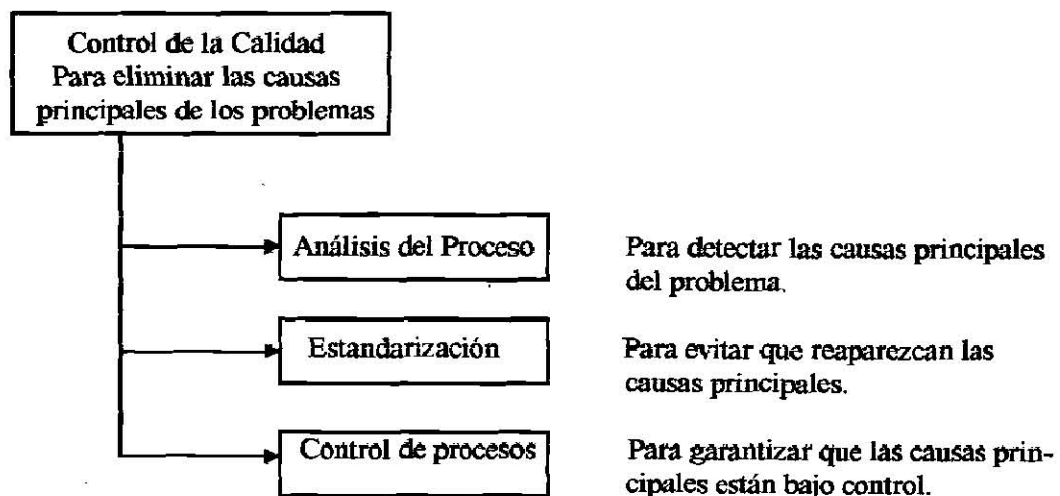 Control de la Calidad
Para eliminar las causas
principales de los problemas
Análisis del Proceso
Para detectar las causas principales
del problema.
Estandarización
Para evitar que reaparezcan las
causas principales.
Control de procesos
Para garantizar que las causas prin-
cipales están bajo control.